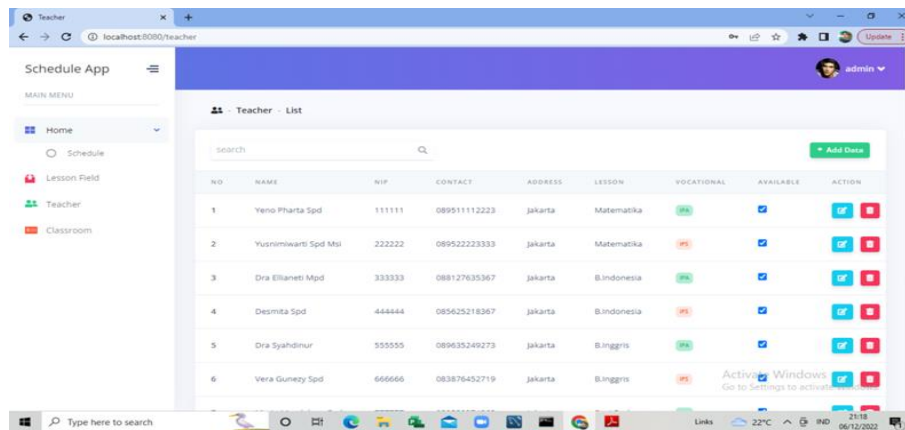 Teacher
localhost:8080/teacher
Update
Schedule App
admin
MAIN MENU
Teacher - List
Home
search
+ Add Data
Schedule
NO NAME NIP CONTACT ADDRESS LESSON VOCATIONAL AVAILABLE ACTION
Lesson Field
Teacher
1 Yeno Pharta Spd 111111 089511112223 Jakarta Matematika IPA
Classroom
2 Yusnimiwarti Spd Msi 222222 089522223333 Jakarta Matematika IPS
3 Dra Ellianeti Mpd 333333 088127635367 Jakarta B.Indonesia IPA
4 Desmita Spd 444444 085625218367 Jakarta B.Indonesia IPS
5 Dra Syahdinur 555555 089635249273 Jakarta B.Inggris IPA
6 Vera Gunezy Spd 666666 083876452719 Jakarta B.Inggris IPS
Activate Windows
Go to Settings to activate Windows.
Type here to search
Links 22°C IND 21:18
06/12/2022